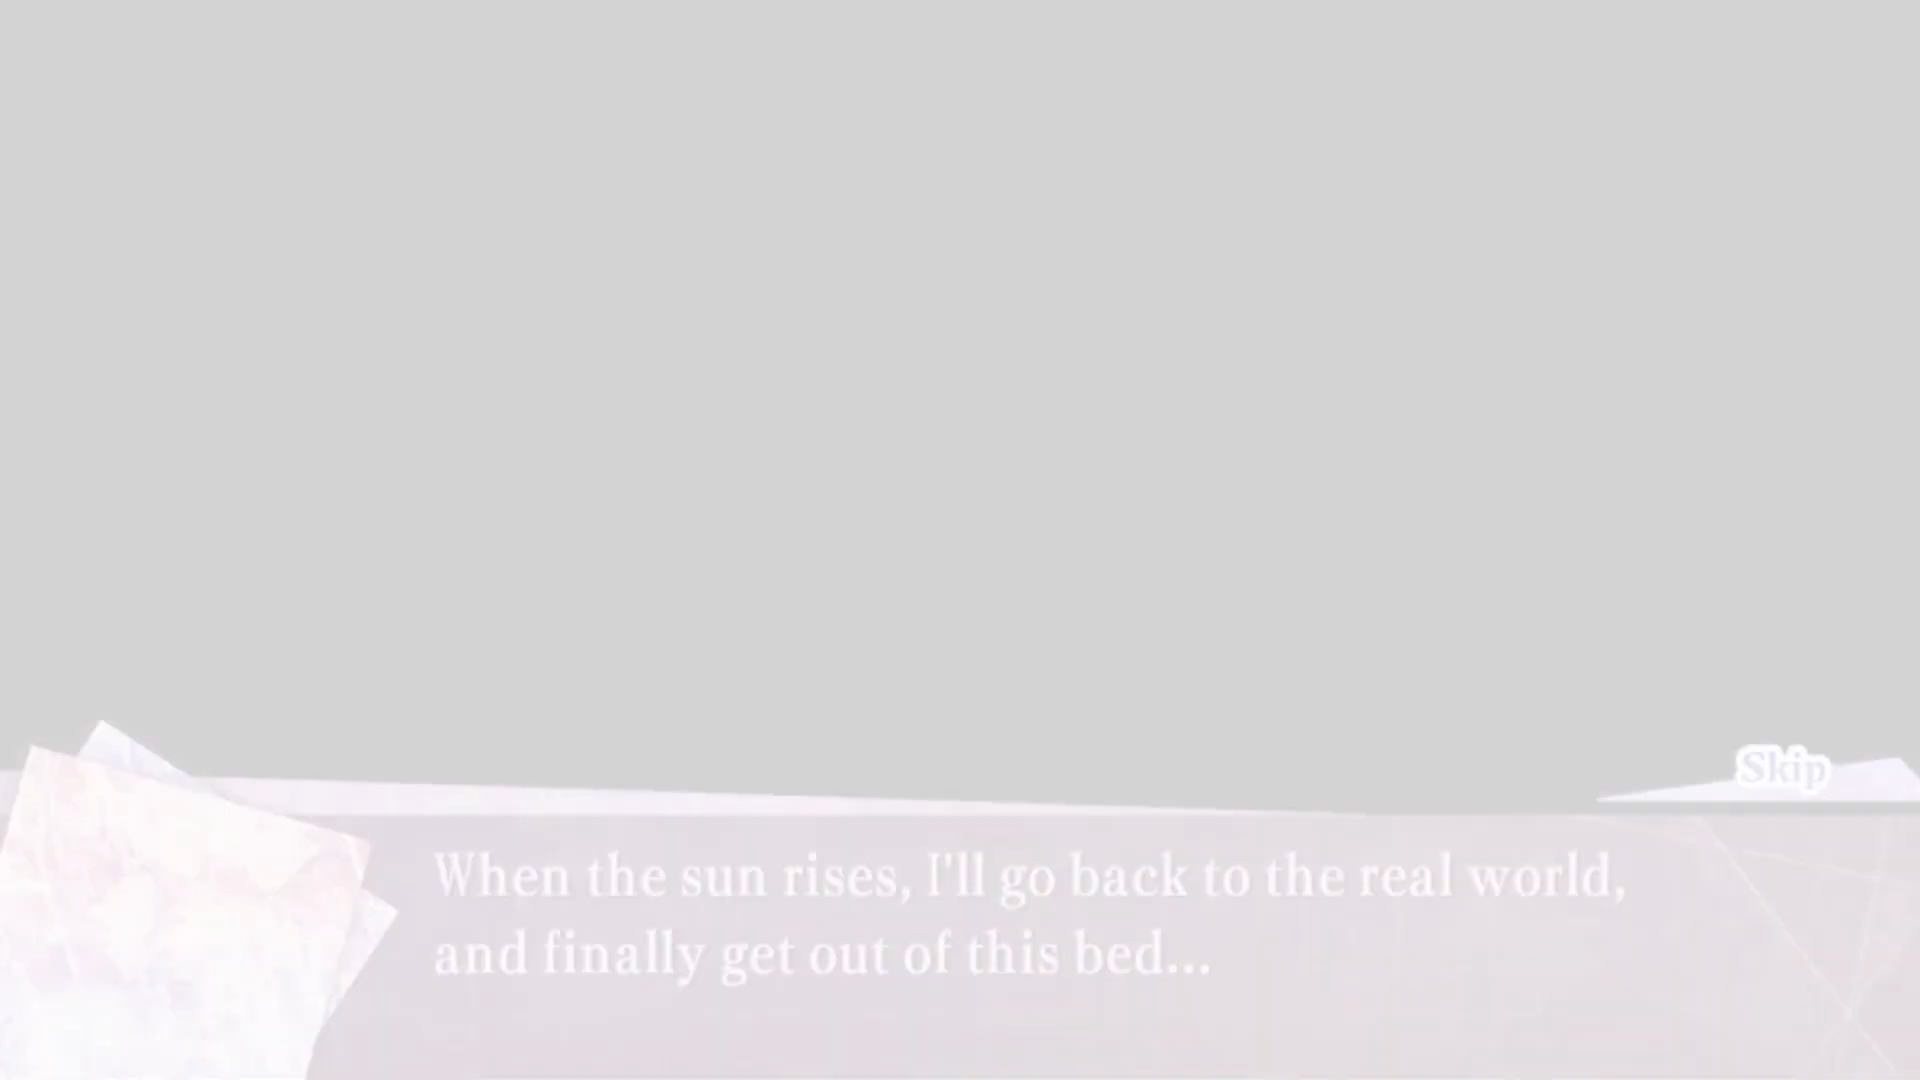 Skip
When the sun rises, I'll go back to the real world,
and finally get out of this bed...